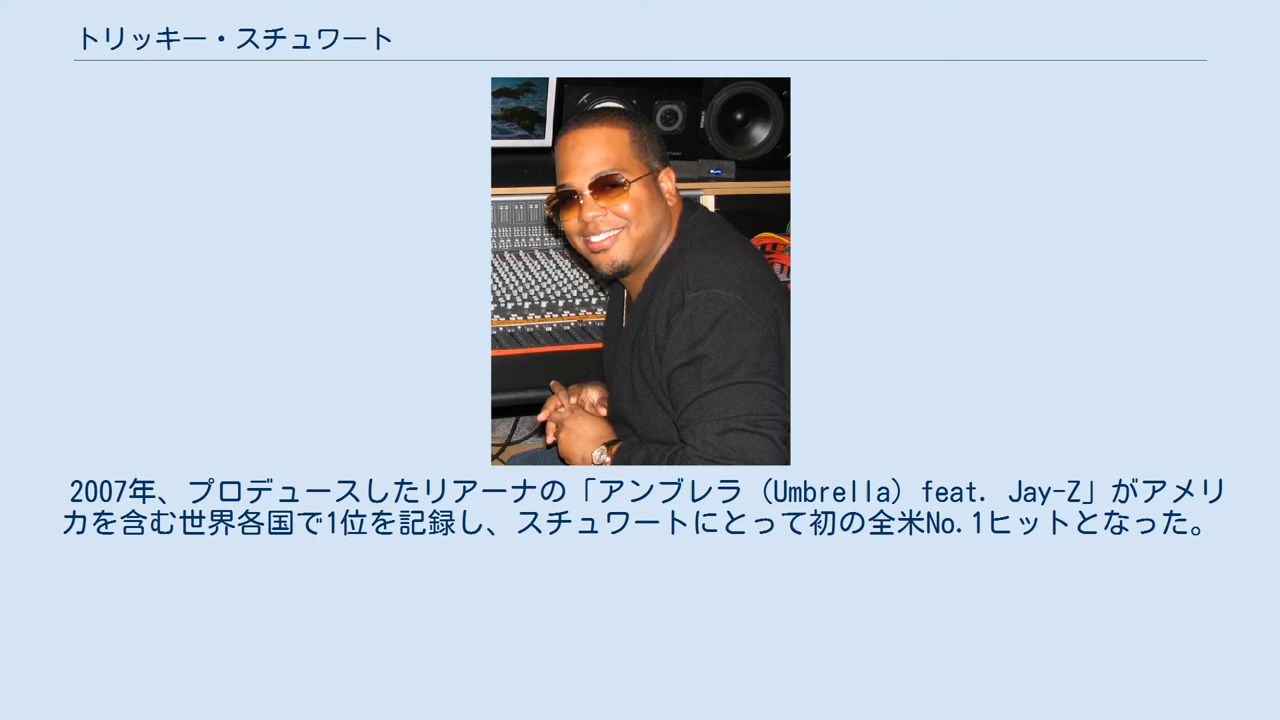 トリッキー・スチュワート
2007年、プロデュースしたリアーナの「アンブレラ（Umbrella）feat. Jay-Z」がアメリ
カを含む世界各国で1位を記録し、スチュワートにとって初の全米No.1ヒットとなった。